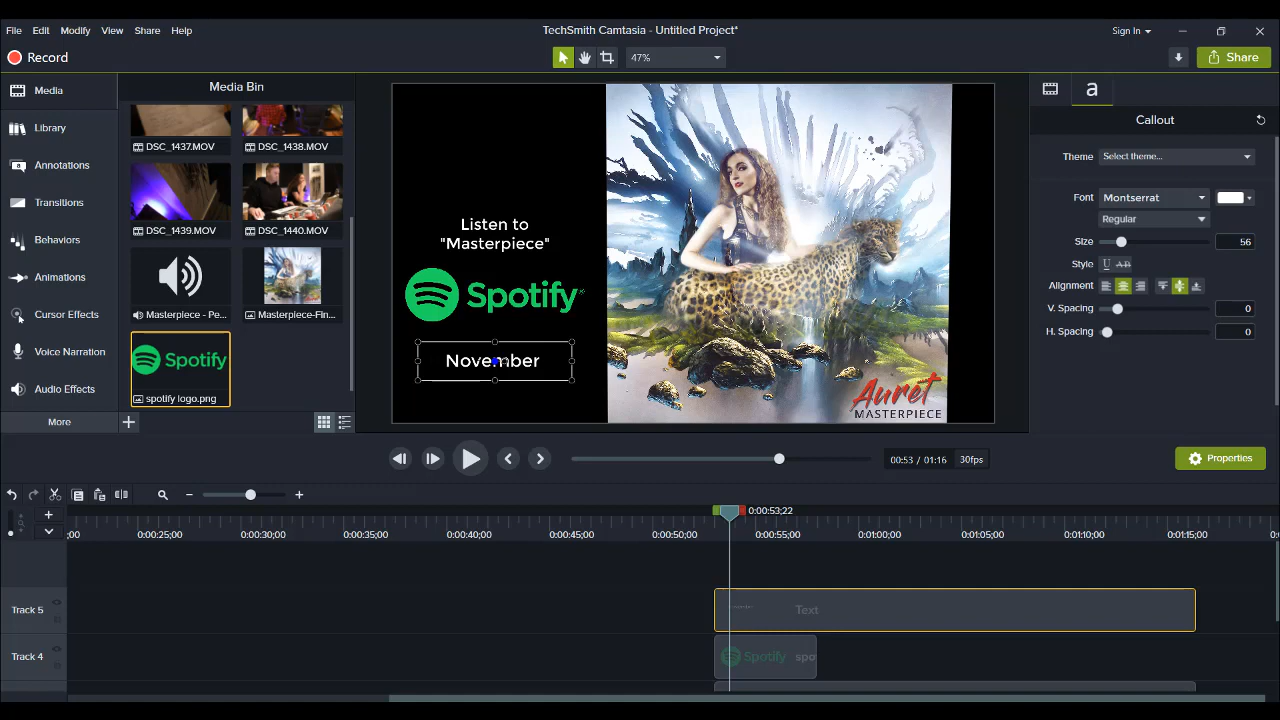 TechSmith Camtasia - Untitled Project*
File Edit Modify View Share Help
Sign In
Record
47%
Share
Media
Library
Annotations
Transitions
Behaviors
Animations
Cursor Effects
Voice Narration
Audio Effects
More
Media Bin
DSC_1437.MOV
DSC_1438.MOV
DSC_1439.MOV
DSC_1440.MOV
Masterpiece - Pe...
Masterpiece-FIn...
Spotify
spotify logo.png
Listen to
"Masterpiece"
Spotify
November
Auret
MASTERPIECE
a
Callout
Theme Select theme...
Font Montserrat
Regular
Size 56
Style U AB
Alignment
V. Spacing 0
H. Spacing 0
00:53 / 01:16 30fps
Properties
0:00:53;22
;00 0:00:25;00 0:00:30;00 0:00:35;00 0:00:40;00 0:00:45;00 0:00:50;00 0:00:55;00 0:01:00;00 0:01:05;00 0:01:10;00 0:01:15;00 0:
Track 5
Text
Track 4
Spotify spo